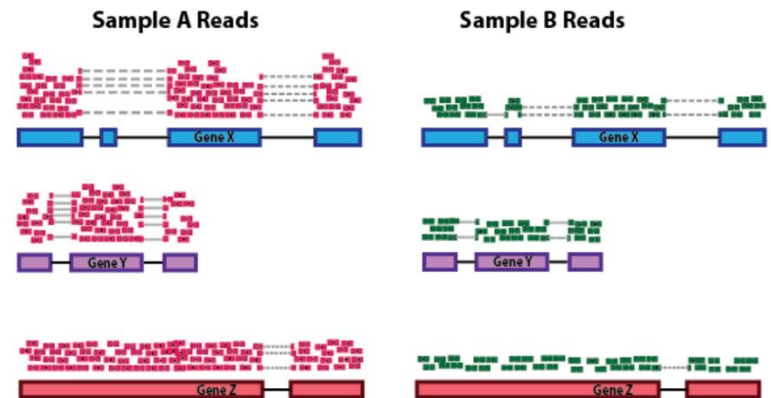 Sample A Reads
Sample B Reads
Gene X
Gene X
Gene Y
Gene Y
Gene Z
Gene Z